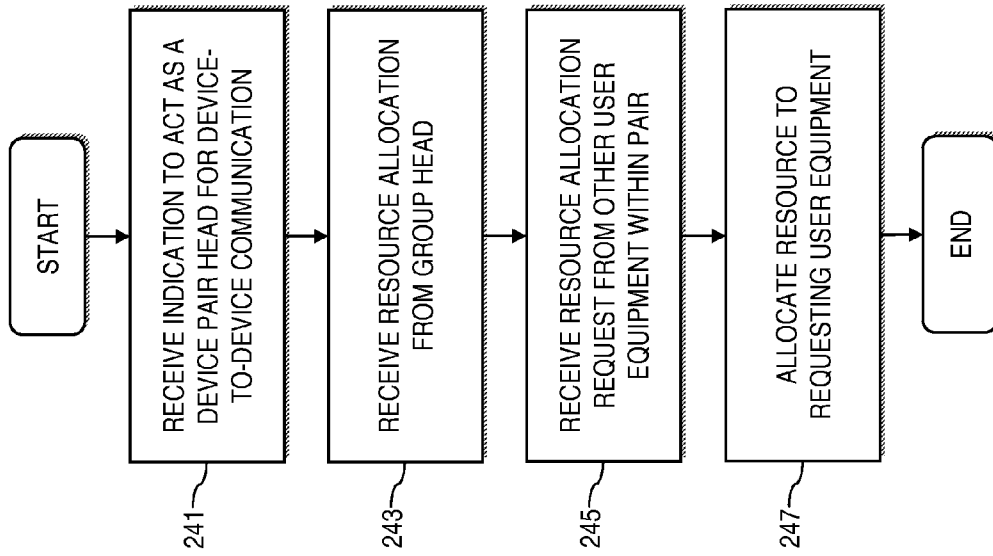 START
241
RECEIVE INDICATION TO ACT AS A
DEVICE PAIR HEAD FOR DEVICE-
TO-DEVICE COMMUNICATION
243
RECEIVE RESOURCE ALLOCATION
FROM GROUP HEAD
245
RECEIVE RESOURCE ALLOCATION
REQUEST FROM OTHER USER
EQUIPMENT WITHIN PAIR
247
ALLOCATE RESOURCE TO
REQUESTING USER EQUIPMENT
END